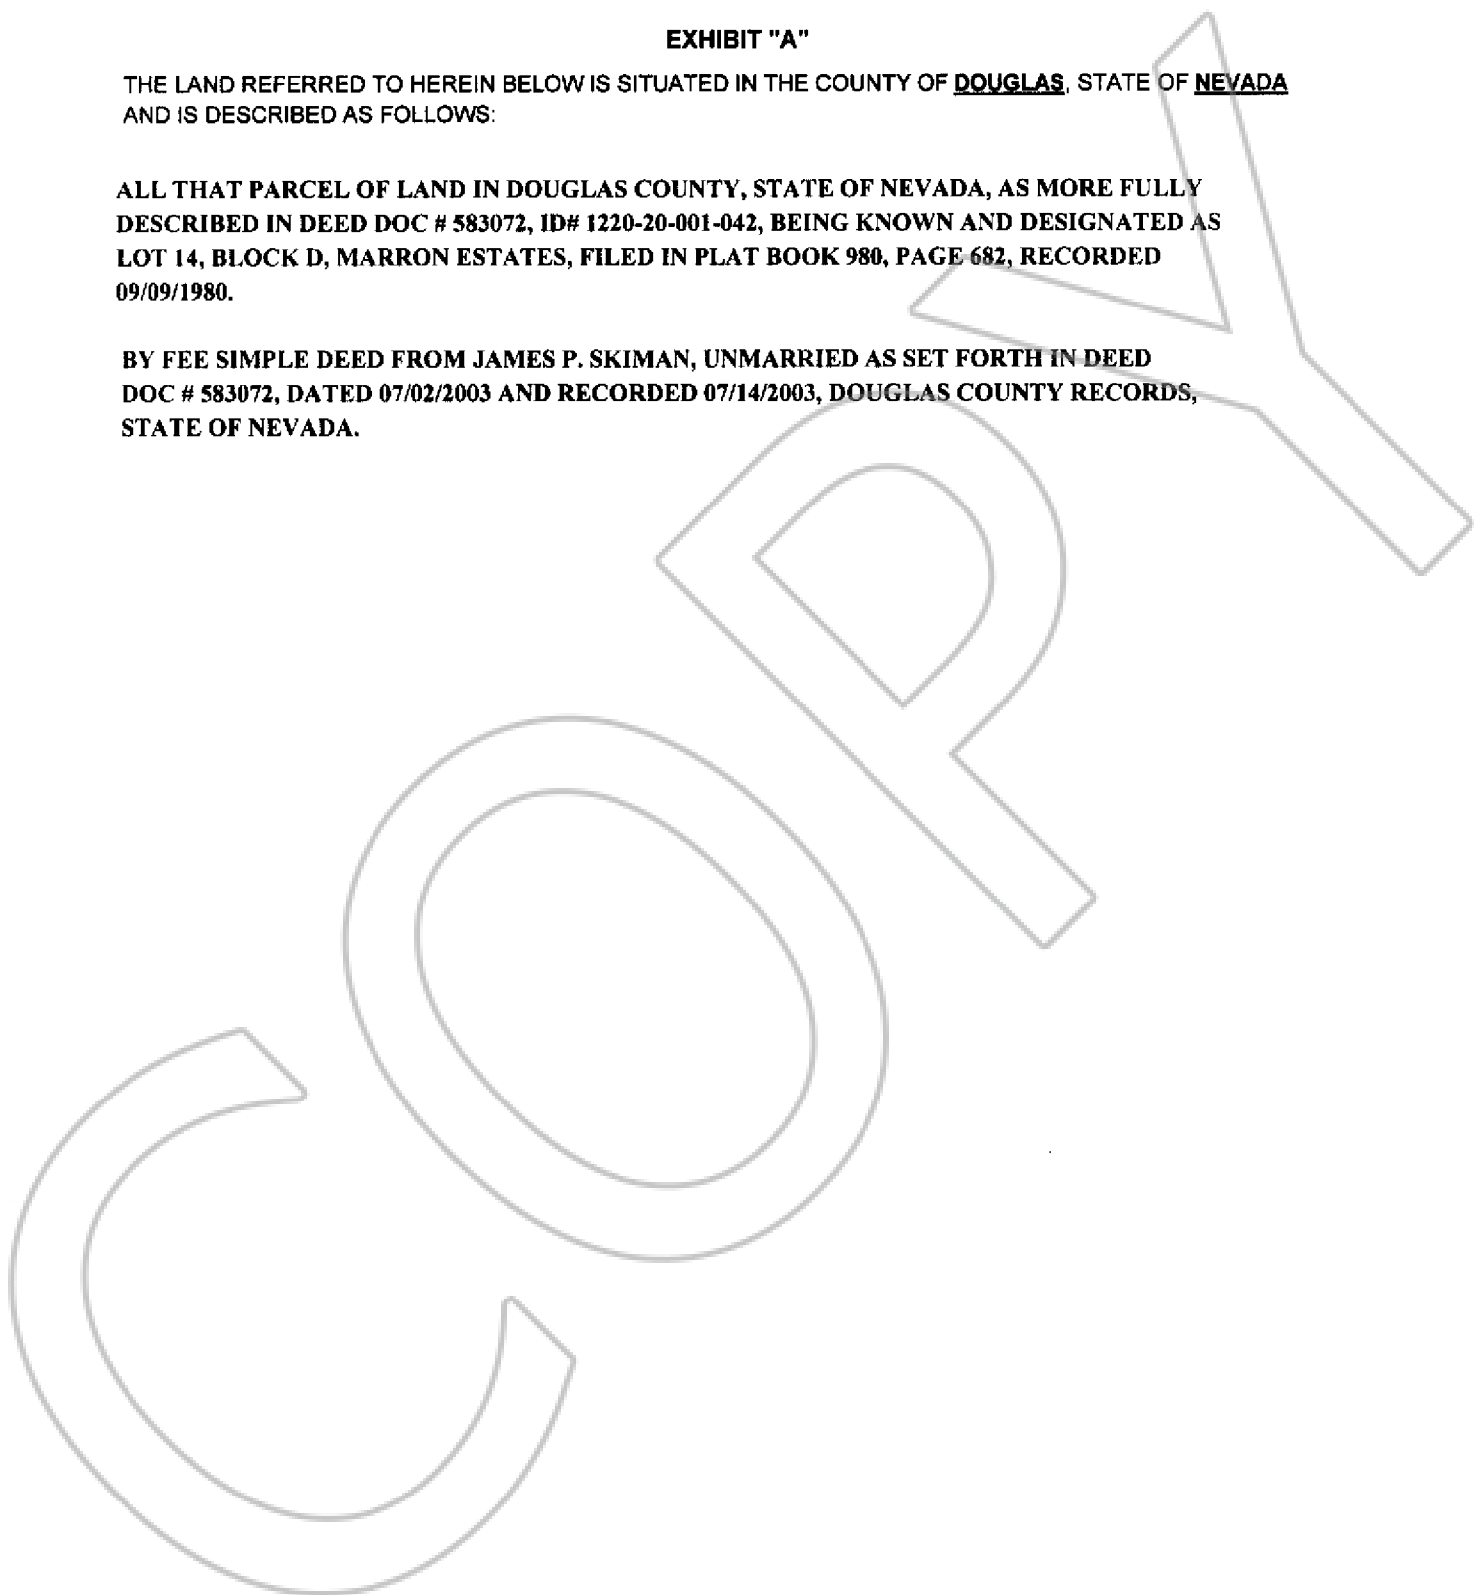 EXHIBIT "A"
THE LAND REFERRED TO HEREIN BELOW IS SITUATED IN THE COUNTY OF DOUGLAS, STATE OF NEVADA
AND IS DESCRIBED AS FOLLOWS:
ALL THAT PARCEL OF LAND IN DOUGLAS COUNTY, STATE OF NEVADA, AS MORE FULLY
DESCRIBED IN DEED DOC # 583072, ID# 1220-20-001-042, BEING KNOWN AND DESIGNATED AS
LOT 14, BLOCK D, MARRON ESTATES, FILED IN PLAT BOOK 980, PAGE 682, RECORDED
09/09/1980.
BY FEE SIMPLE DEED FROM JAMES P. SKIMAN, UNMARRIED AS SET FORTH IN DEED
DOC # 583072, DATED 07/02/2003 AND RECORDED 07/14/2003, DOUGLAS COUNTY RECORDS,
STATE OF NEVADA.
COPY